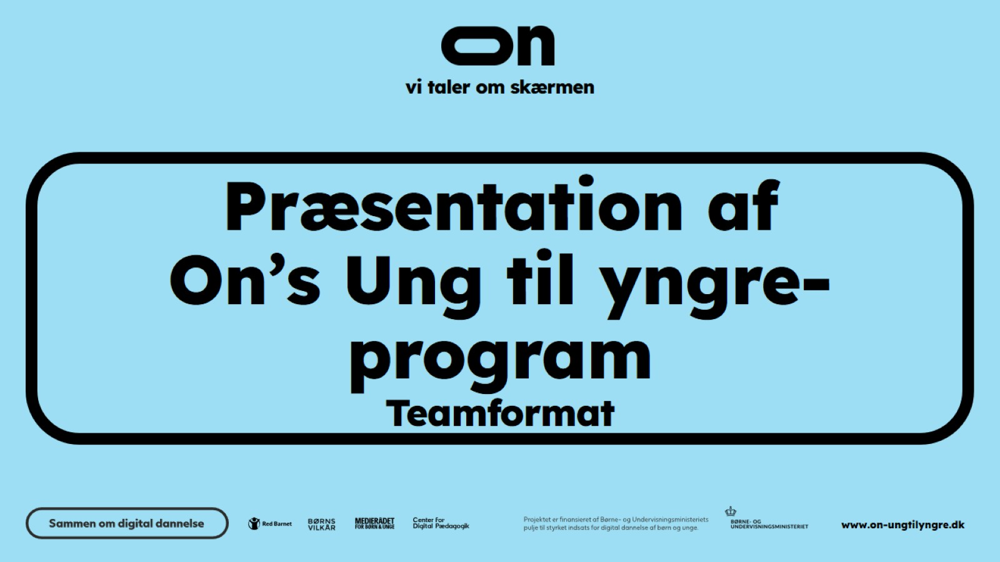 on
vi taler om skærmen
Præsentation af
On’s Ung til yngre-
program
Teamformat
Sammen om digital dannelse
Red Barnet
BØRNS
VILKÅR
MEDIERÅDET
FOR BØRN & UNGE
Center for
Digital Pædagogik
Projektet er finansieret af Børne- og Undervisningsministeriets
pulje til styrket indsats for digital dannelse af børn og unge.
BØRNE- OG
UNDERVISNINGSMINISTERIET
www.on-ungtilyngre.dk